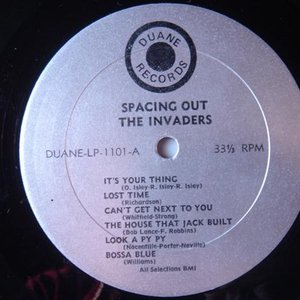 DUANE
RECORDS
SPACING OUT
THE INVADERS
DUANE-LP-1101-A 33⅓ RPM
IT'S YOUR THING
(O. Isley-R. Isley-R. Isley)
LOST TIME
(Richardson)
CAN'T GET NEXT TO YOU
(Whitfield-Strong)
THE HOUSE THAT JACK BUILT
(Bob Lance-F. Robbins)
LOOK A PY PY
(Nocentille-Porter-Neville)
BOSSA BLUE
(Williams)
All Selections BMI